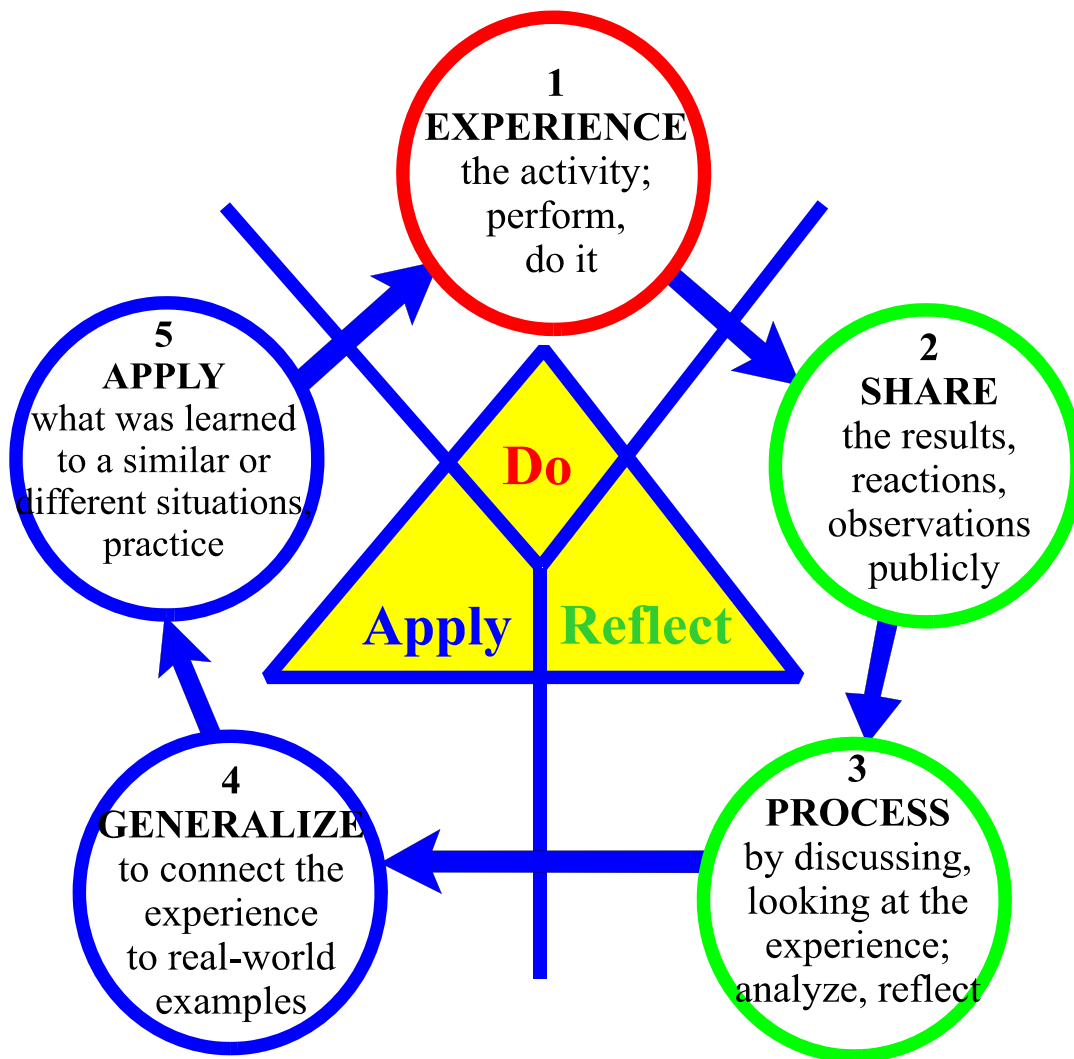 1
EXPERIENCE
the activity;
perform,
do it
2
SHARE
the results,
reactions,
observations
publicly
3
PROCESS
by discussing,
looking at the
experience;
analyze, reflect
4
GENERALIZE
to connect the
experience
to real-world
examples
5
APPLY
what was learned
to a similar or
different situations,
practice
Do
Apply
Reflect